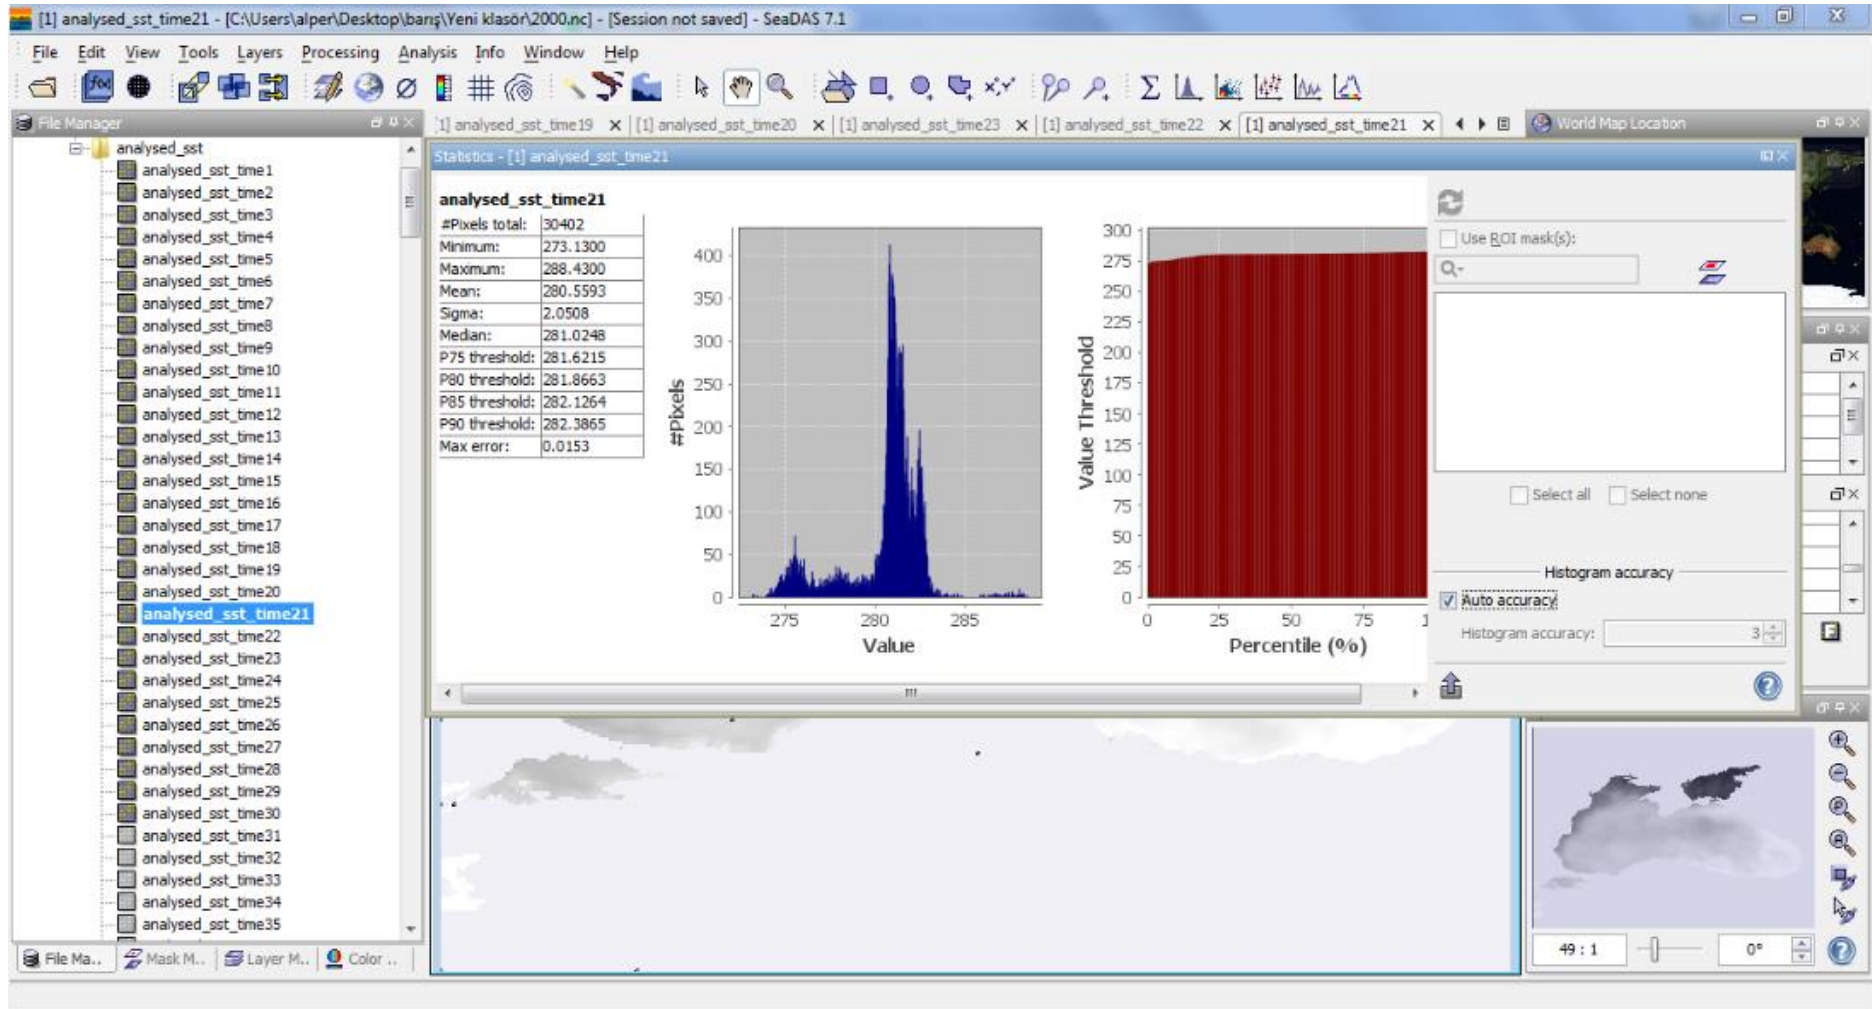 [1] analysed_sst_time21 - [C:\Users\alper\Desktop\barış\Yeni klasör\2000.nc] - [Session not saved] - SeaDAS 7.1
File Edit View Tools Layers Processing Analysis Info Window Help
File Manager
1] analysed_sst_time19 [1] analysed_sst_time20 [1] analysed_sst_time23 [1] analysed_sst_time22 [1] analysed_sst_time21
World Map Location
analysed_sst
analysed_sst_time1
analysed_sst_time2
analysed_sst_time3
analysed_sst_time4
analysed_sst_time5
analysed_sst_time6
analysed_sst_time7
analysed_sst_time8
analysed_sst_time9
analysed_sst_time10
analysed_sst_time11
analysed_sst_time12
analysed_sst_time13
analysed_sst_time14
analysed_sst_time15
analysed_sst_time16
analysed_sst_time17
analysed_sst_time18
analysed_sst_time19
analysed_sst_time20
analysed_sst_time21
analysed_sst_time22
analysed_sst_time23
analysed_sst_time24
analysed_sst_time25
analysed_sst_time26
analysed_sst_time27
analysed_sst_time28
analysed_sst_time29
analysed_sst_time30
analysed_sst_time31
analysed_sst_time32
analysed_sst_time33
analysed_sst_time34
analysed_sst_time35
File Ma.. Mask M.. Layer M.. Color ..
Statistics - [1] analysed_sst_time21
analysed_sst_time21
#Pixels total: 30402
Minimum: 273.1300
Maximum: 288.4300
Mean: 280.5593
Sigma: 2.0508
Median: 281.0248
P75 threshold: 281.6215
P80 threshold: 281.8663
P85 threshold: 282.1264
P90 threshold: 282.3865
Max error: 0.0153
#Pixels
400
350
300
250
200
150
100
50
0
275 280 285
Value
Value Threshold
300
275
250
225
200
175
150
125
100
75
50
25
0
0 25 50 75 1
Percentile (%)
Use ROI mask(s):
Select all Select none
Histogram accuracy
Auto accuracy
Histogram accuracy: 3
49 : 1 0°